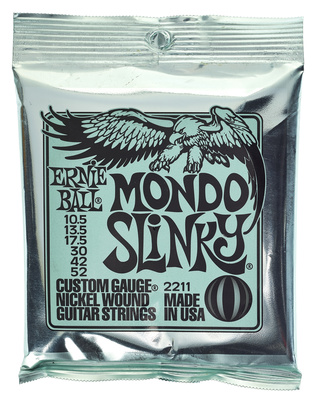 ERNIE BALL®
MONDO
SLINKY®
10.5
13.5
17.5
30
42
52
CUSTOM GAUGE®
NICKEL WOUND
GUITAR STRINGS
2211
MADE
IN USA